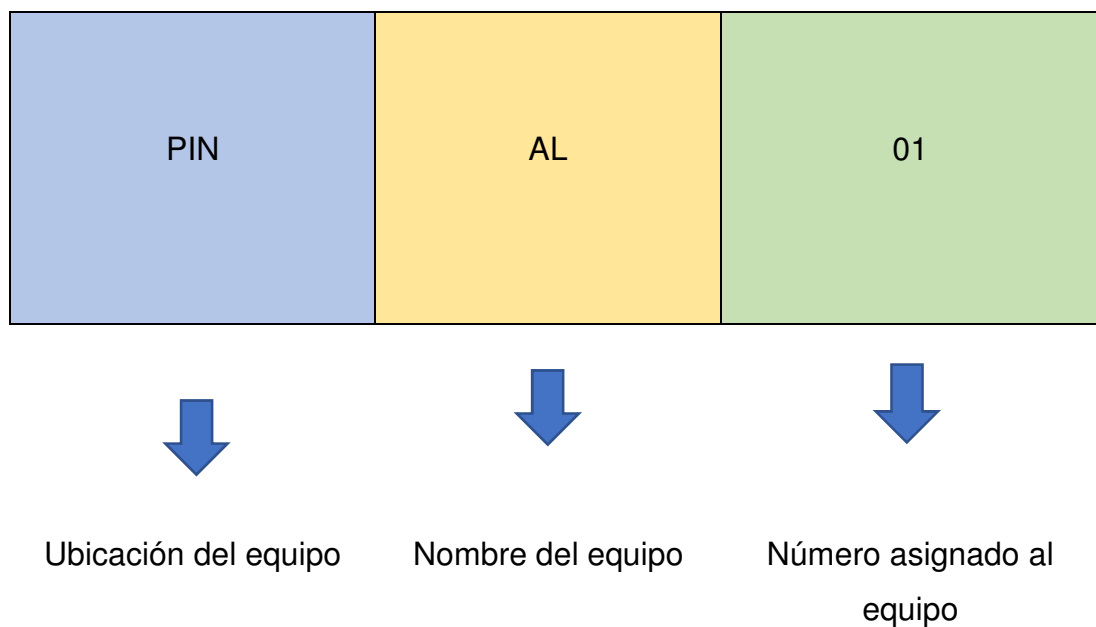 PIN AL 01
Ubicación del equipo Nombre del equipo Número asignado al
equipo